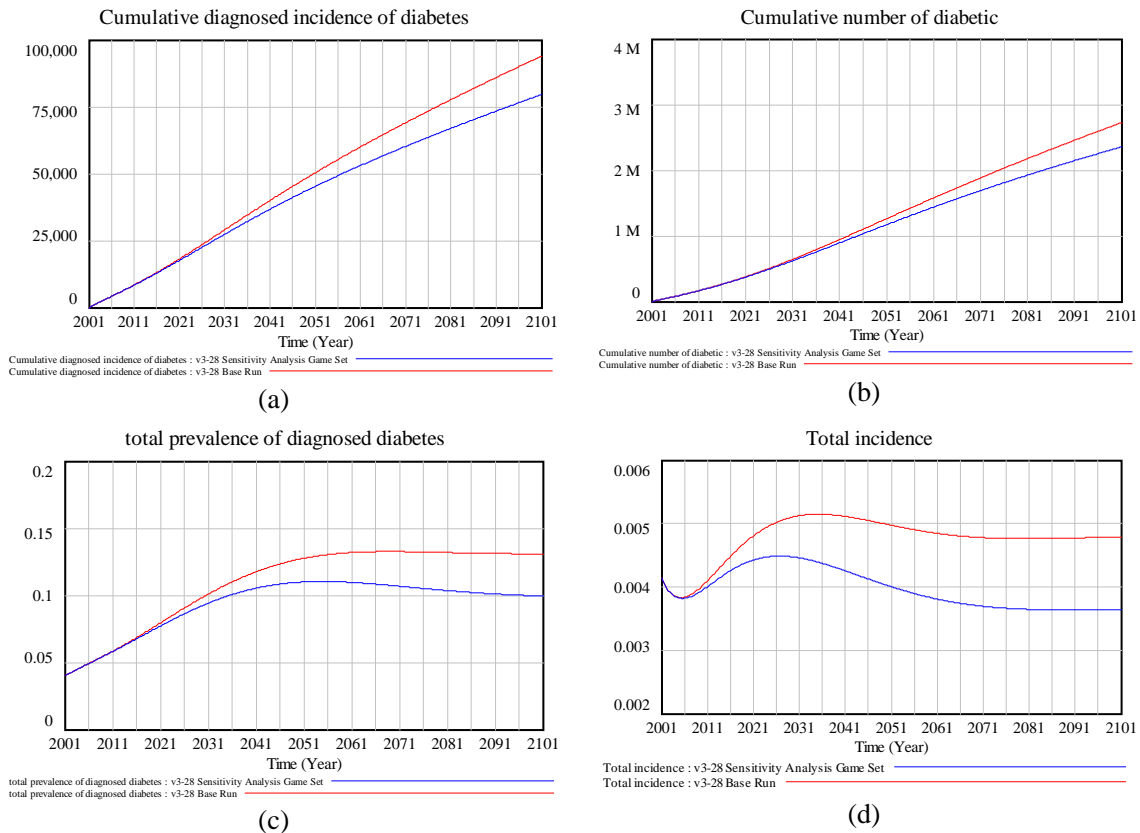 Cumulative diagnosed incidence of diabetes
100,000
75,000
50,000
25,000
0
2001 2011 2021 2031 2041 2051 2061 2071 2081 2091 2101
Time (Year)
Cumulative diagnosed incidence of diabetes : v3-28 Sensitivity Analysis Game Set
Cumulative diagnosed incidence of diabetes : v3-28 Base Run
(a)
Cumulative number of diabetic
4 M
3 M
2 M
1 M
0
2001 2011 2021 2031 2041 2051 2061 2071 2081 2091 2101
Time (Year)
Cumulative number of diabetic : v3-28 Sensitivity Analysis Game Set
Cumulative number of diabetic : v3-28 Base Run
(b)
total prevalence of diagnosed diabetes
0.2
0.15
0.1
0.05
0
2001 2011 2021 2031 2041 2051 2061 2071 2081 2091 2101
Time (Year)
total prevalence of diagnosed diabetes : v3-28 Sensitivity Analysis Game Set
total prevalence of diagnosed diabetes : v3-28 Base Run
(c)
Total incidence
0.006
0.005
0.004
0.003
0.002
2001 2011 2021 2031 2041 2051 2061 2071 2081 2091 2101
Time (Year)
Total incidence : v3-28 Sensitivity Analysis Game Set
Total incidence : v3-28 Base Run
(d)